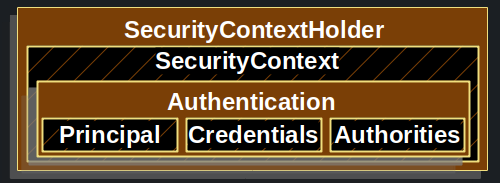 SecurityContextHolder
SecurityContext
Authentication
Principal Credentials Authorities